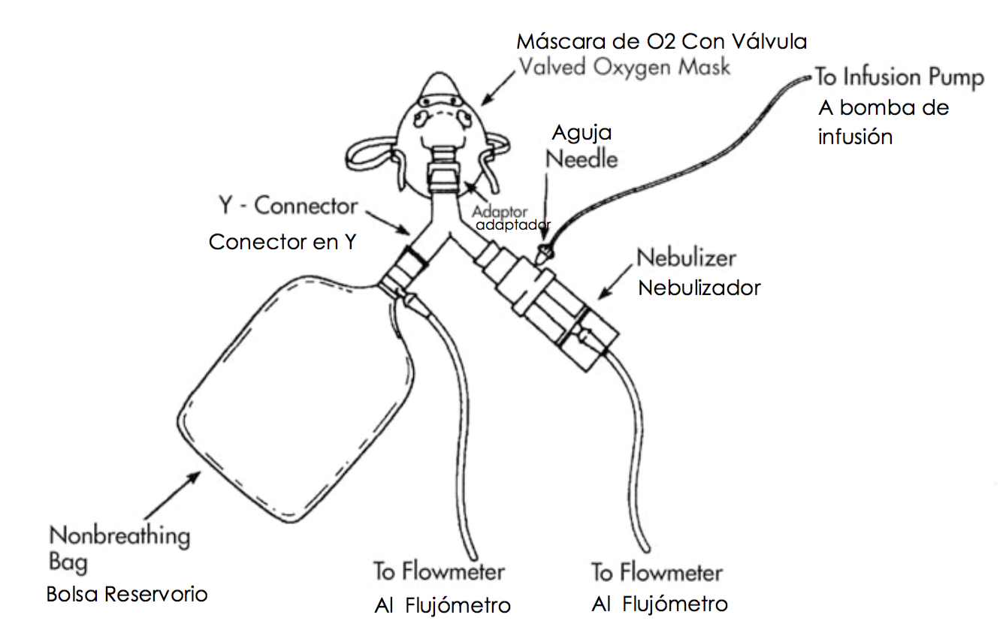 Máscara de O2 Con Válvula
Valved Oxygen Mask
To Infusion Pump
A bomba de
infusión
Aguja
Needle
Y - Connector
Conector en Y
Adaptor
adaptador
Nebulizer
Nebulizador
Nonbreathing
Bag
Bolsa Reservorio
To Flowmeter
Al Flujómetro
To Flowmeter
Al Flujómetro